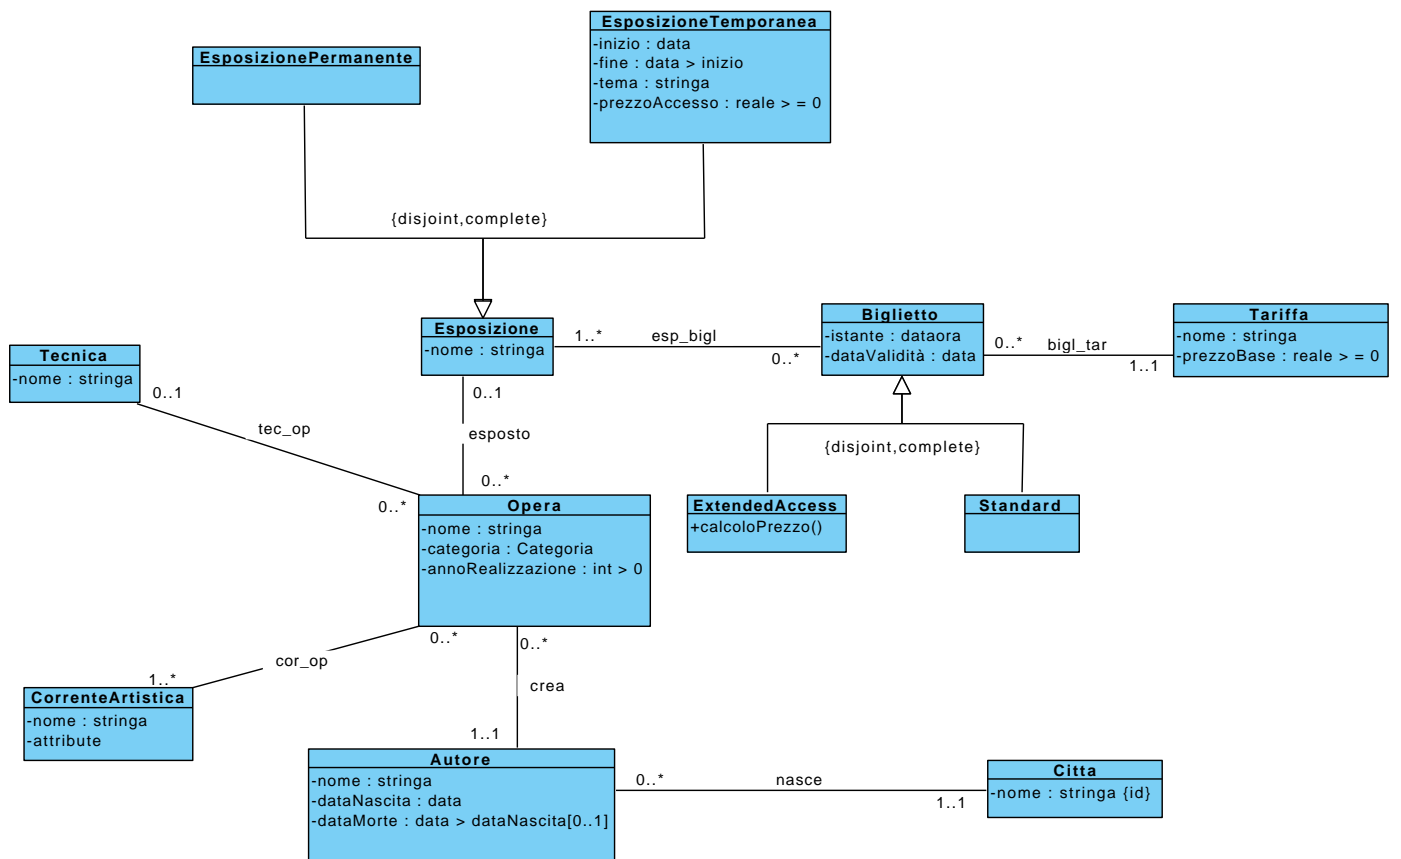 EsposizioneTemporanea
-inizio : data
-fine : data > inizio
-tema : stringa
-prezzoAccesso : reale > = 0
EsposizionePermanente
{disjoint,complete}
Esposizione
-nome : stringa
1..*
esp_bigl
0..*
Biglietto
-istante : dataora
-dataValidità : data
0..*
bigl_tar
1..1
Tariffa
-nome : stringa
-prezzoBase : reale > = 0
Tecnica
-nome : stringa
0..1
tec_op
0..*
0..1
esposto
0..*
{disjoint,complete}
ExtendedAccess
+calcoloPrezzo()
Standard
Opera
-nome : stringa
-categoria : Categoria
-annoRealizzazione : int > 0
0..*
cor_op
1..*
CorrenteArtistica
-nome : stringa
-attribute
0..*
crea
1..1
Autore
-nome : stringa
-dataNascita : data
-dataMorte : data > dataNascita[0..1]
0..*
nasce
1..1
Citta
-nome : stringa {id}